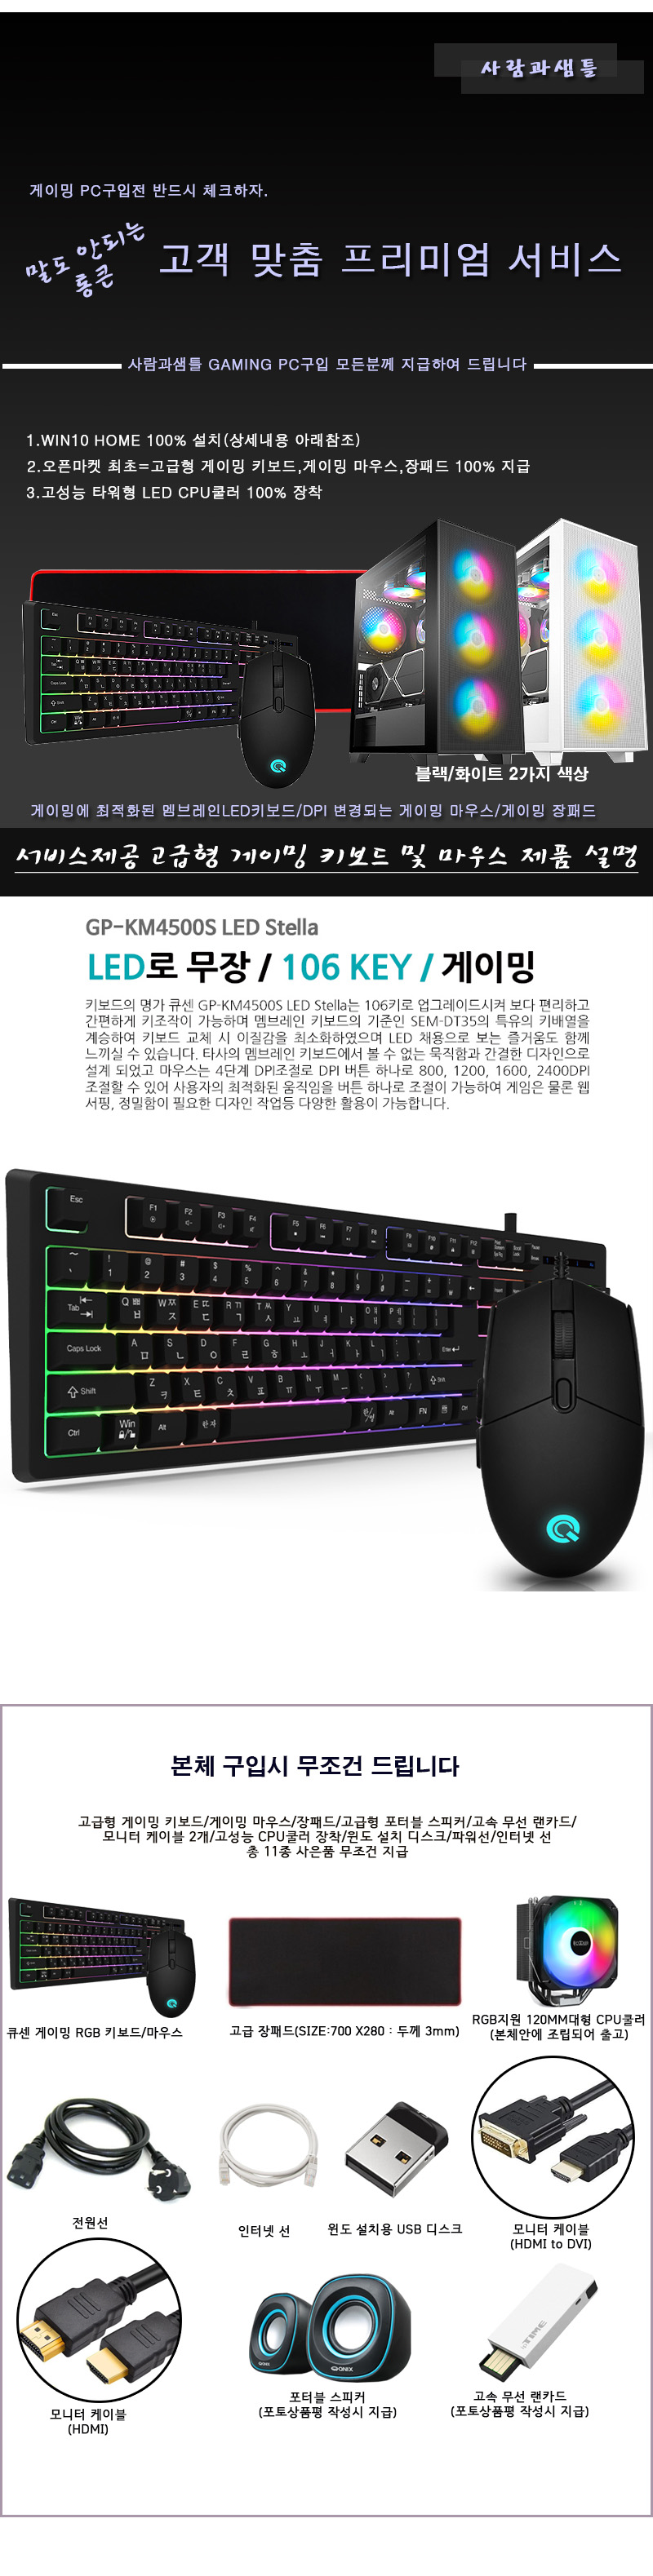 사람과샘틀
게이밍 PC구입전 반드시 체크하자.
말도 안되는
통큰
고객 맞춤 프리미엄 서비스
사람과샘틀 GAMING PC구입 모든분께 지급하여 드립니다
1.WIN10 HOME 100% 설치(상세내용 아래참조)
2.오픈마켓 최초=고급형 게이밍 키보드,게이밍 마우스,장패드 100% 지급
3.고성능 타워형 LED CPU쿨러 100% 장착
블랙/화이트 2가지 색상
게이밍에 최적화된 멤브레인LED키보드/DPI 변경되는 게이밍 마우스/게이밍 장패드
서비스제공 고급형 게이밍 키보드 및 마우스 제품 설명
GP-KM4500S LED Stella
LED로 무장 / 106 KEY / 게이밍
키보드의 명가 큐센 GP-KM4500S LED Stella는 106키로 업그레이드시켜 보다 편리하고
간편하게 키조작이 가능하며 멤브레인 키보드의 기준인 SEM-DT35의 특유의 키배열을
계승하여 키보드 교체 시 이질감을 최소화하였으며 LED 채용으로 보는 즐거움도 함께
느끼실 수 있습니다. 타사의 멤브레인 키보드에서 볼 수 없는 묵직함과 간결한 디자인으로
설계 되었고 마우스는 4단계 DPI조절로 DPI 버튼 하나로 800, 1200, 1600, 2400DPI
조절할 수 있어 사용자의 최적화된 움직임을 버튼 하나로 조절이 가능하여 게임은 물론 웹
서핑, 정밀함이 필요한 디자인 작업등 다양한 활용이 가능합니다.
Esc F1 F2 F3 F4 F5 F6 F7 F8 F9 F10 F11 F12
Tab Q W E R T Y U I O P
Caps Lock A S D F G H J K L Enter
Shift Z X C V B N M Shift
Ctrl Win Alt 한자 한/영 Alt FN Ctrl
본체 구입시 무조건 드립니다
고급형 게이밍 키보드/게이밍 마우스/장패드/고급형 포터블 스피커/고속 무선 랜카드/
모니터 케이블 2개/고성능 CPU쿨러 장착/윈도 설치 디스크/파워선/인터넷 선
총 11종 사은품 무조건 지급
큐센 게이밍 RGB 키보드/마우스
고급 장패드(SIZE:700 X280 : 두께 3mm)
RGB지원 120MM대형 CPU쿨러
(본체안에 조립되어 출고)
전원선
인터넷 선
윈도 설치용 USB 디스크
모니터 케이블
(HDMI to DVI)
모니터 케이블
(HDMI)
QNIX
포터블 스피커
(포토상품평 작성시 지급)
ipTIME
고속 무선 랜카드
(포토상품평 작성시 지급)